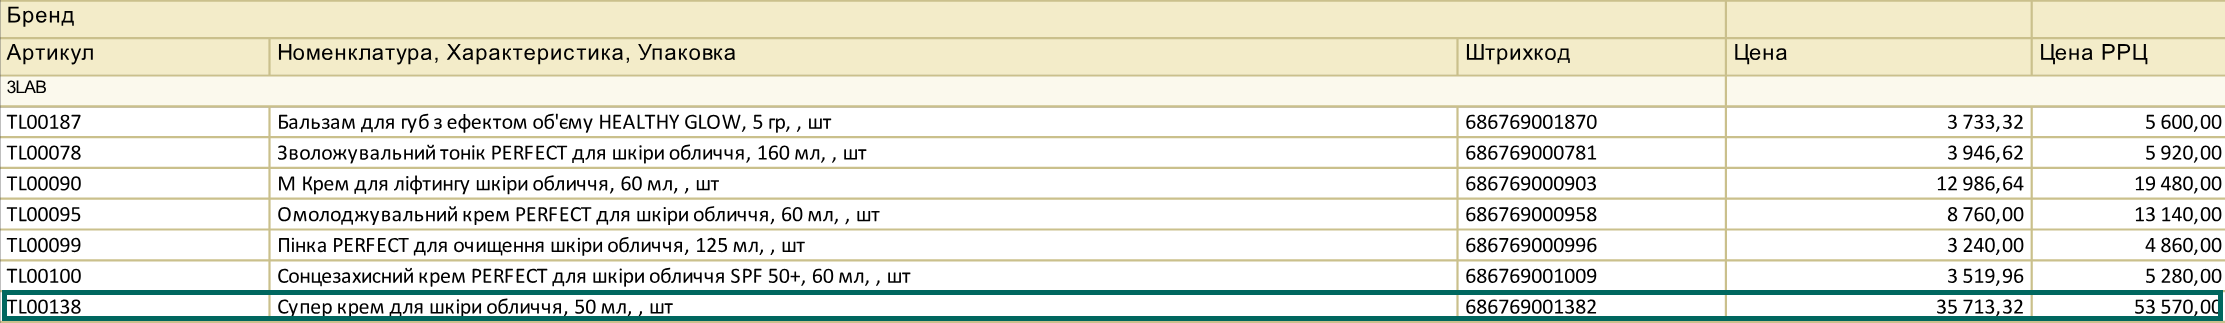 Бренд
Артикул Номенклатура, Характеристика, Упаковка Штрихкод Цена Цена РРЦ
3LAB
TL00187 Бальзам для губ з ефектом об'єму HEALTHY GLOW, 5 гр, , шт 686769001870 3 733,32 5 600,00
TL00078 Зволожувальний тонік PERFECT для шкіри обличчя, 160 мл, , шт 686769000781 3 946,62 5 920,00
TL00090 М Крем для ліфтингу шкіри обличчя, 60 мл, , шт 686769000903 12 986,64 19 480,00
TL00095 Омолоджувальний крем PERFECT для шкіри обличчя, 60 мл, , шт 686769000958 8 760,00 13 140,00
TL00099 Пінка PERFECT для очищення шкіри обличчя, 125 мл, , шт 686769000996 3 240,00 4 860,00
TL00100 Сонцезахисний крем PERFECT для шкіри обличчя SPF 50+, 60 мл, , шт 686769001009 3 519,96 5 280,00
TL00138 Супер крем для шкіри обличчя, 50 мл, , шт 686769001382 35 713,32 53 570,00